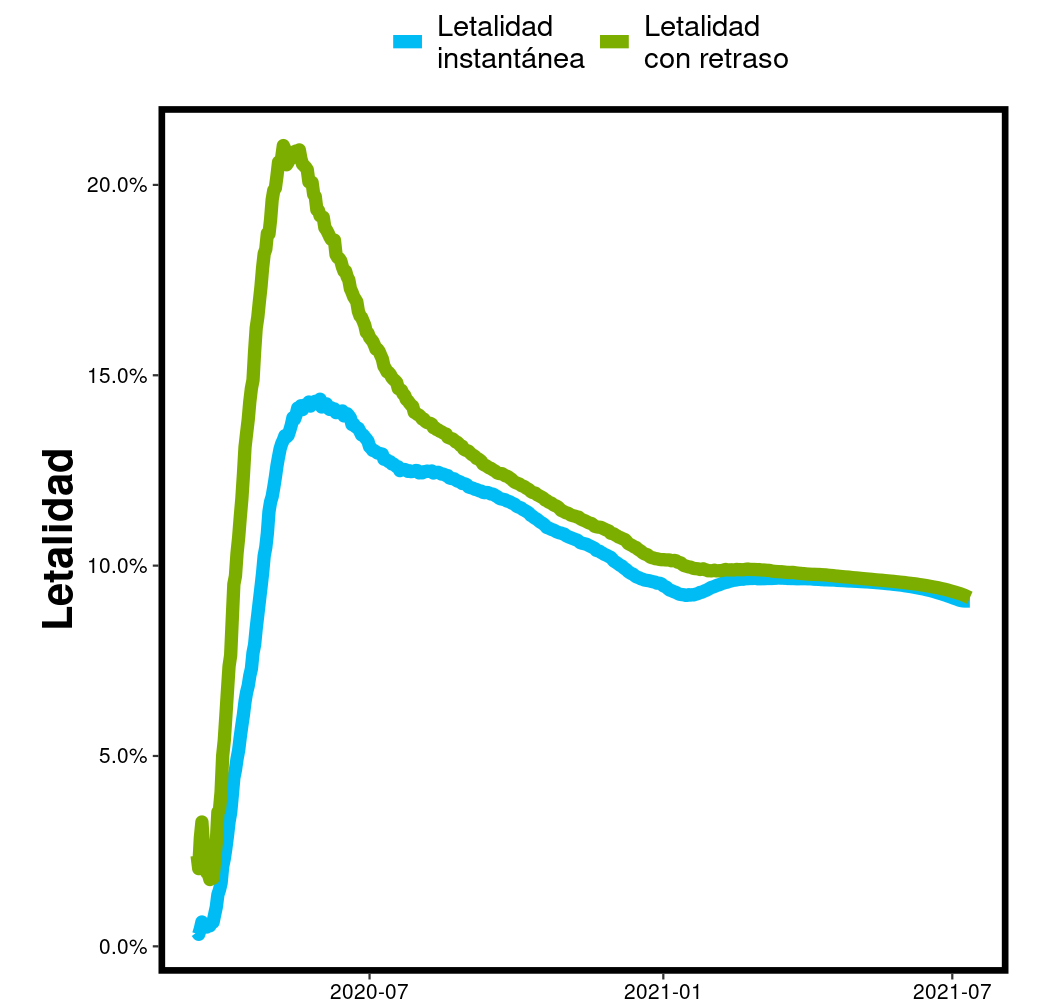 Letalidad
instantánea
Letalidad
con retraso
Letalidad
20.0%
15.0%
10.0%
5.0%
0.0%
2020-07
2021-01
2021-07